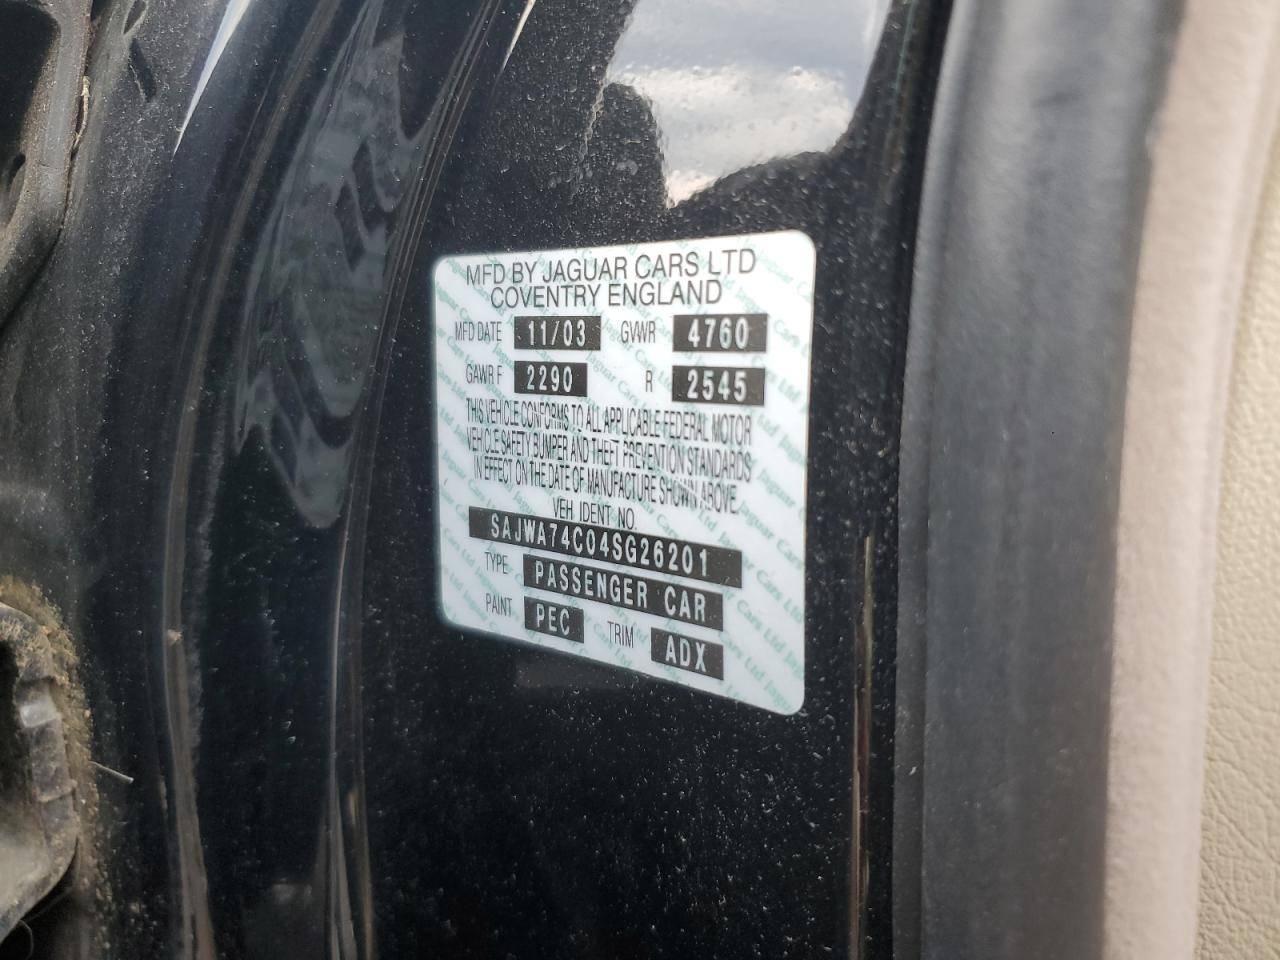 MFD BY JAGUAR CARS LTD
COVENTRY ENGLAND
MFD DATE 11/03 GVWR 4760
GAWR F 2290 R 2545
THIS VEHICLE CONFORMS TO ALL APPLICABLE FEDERAL MOTOR
VEHICLE SAFETY, BUMPER AND THEFT PREVENTION STANDARDS
IN EFFECT ON THE DATE OF MANUFACTURE SHOWN ABOVE.
VEH IDENT NO.
SAJWA74C04SG26201
TYPE PASSENGER CAR
PAINT PEC TRIM ADX